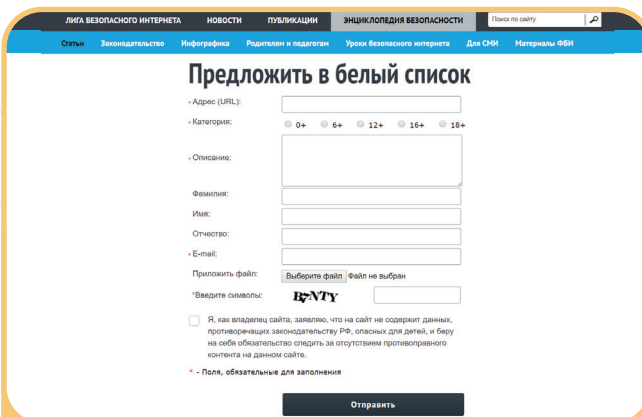 ЛИГА БЕЗОПАСНОГО ИНТЕРНЕТА НОВОСТИ ПУБЛИКАЦИИ ЭНЦИКЛОПЕДИЯ БЕЗОПАСНОСТИ Поиск по сайту
Статьи Законодательство Инфографика Родителям и педагогам Уроки безопасного интернета Для СМИ Материалы ФБИ
Предложить в белый список
• Адрес (URL):
• Категория: 0+ 6+ 12+ 16+ 18+
• Описание:
Фамилия:
Имя:
Отчество:
• E-mail:
Приложить файл: Выберите файл Файл не выбран
*Введите символы: B7NTY
Я, как владелец сайта, заявляю, что на сайт не содержит данных,
противоречащих законодательству РФ, опасных для детей, и беру
на себя обязательство следить за отсутствием противоправного
контента на данном сайте.
* - Поля, обязательные для заполнения
Отправить